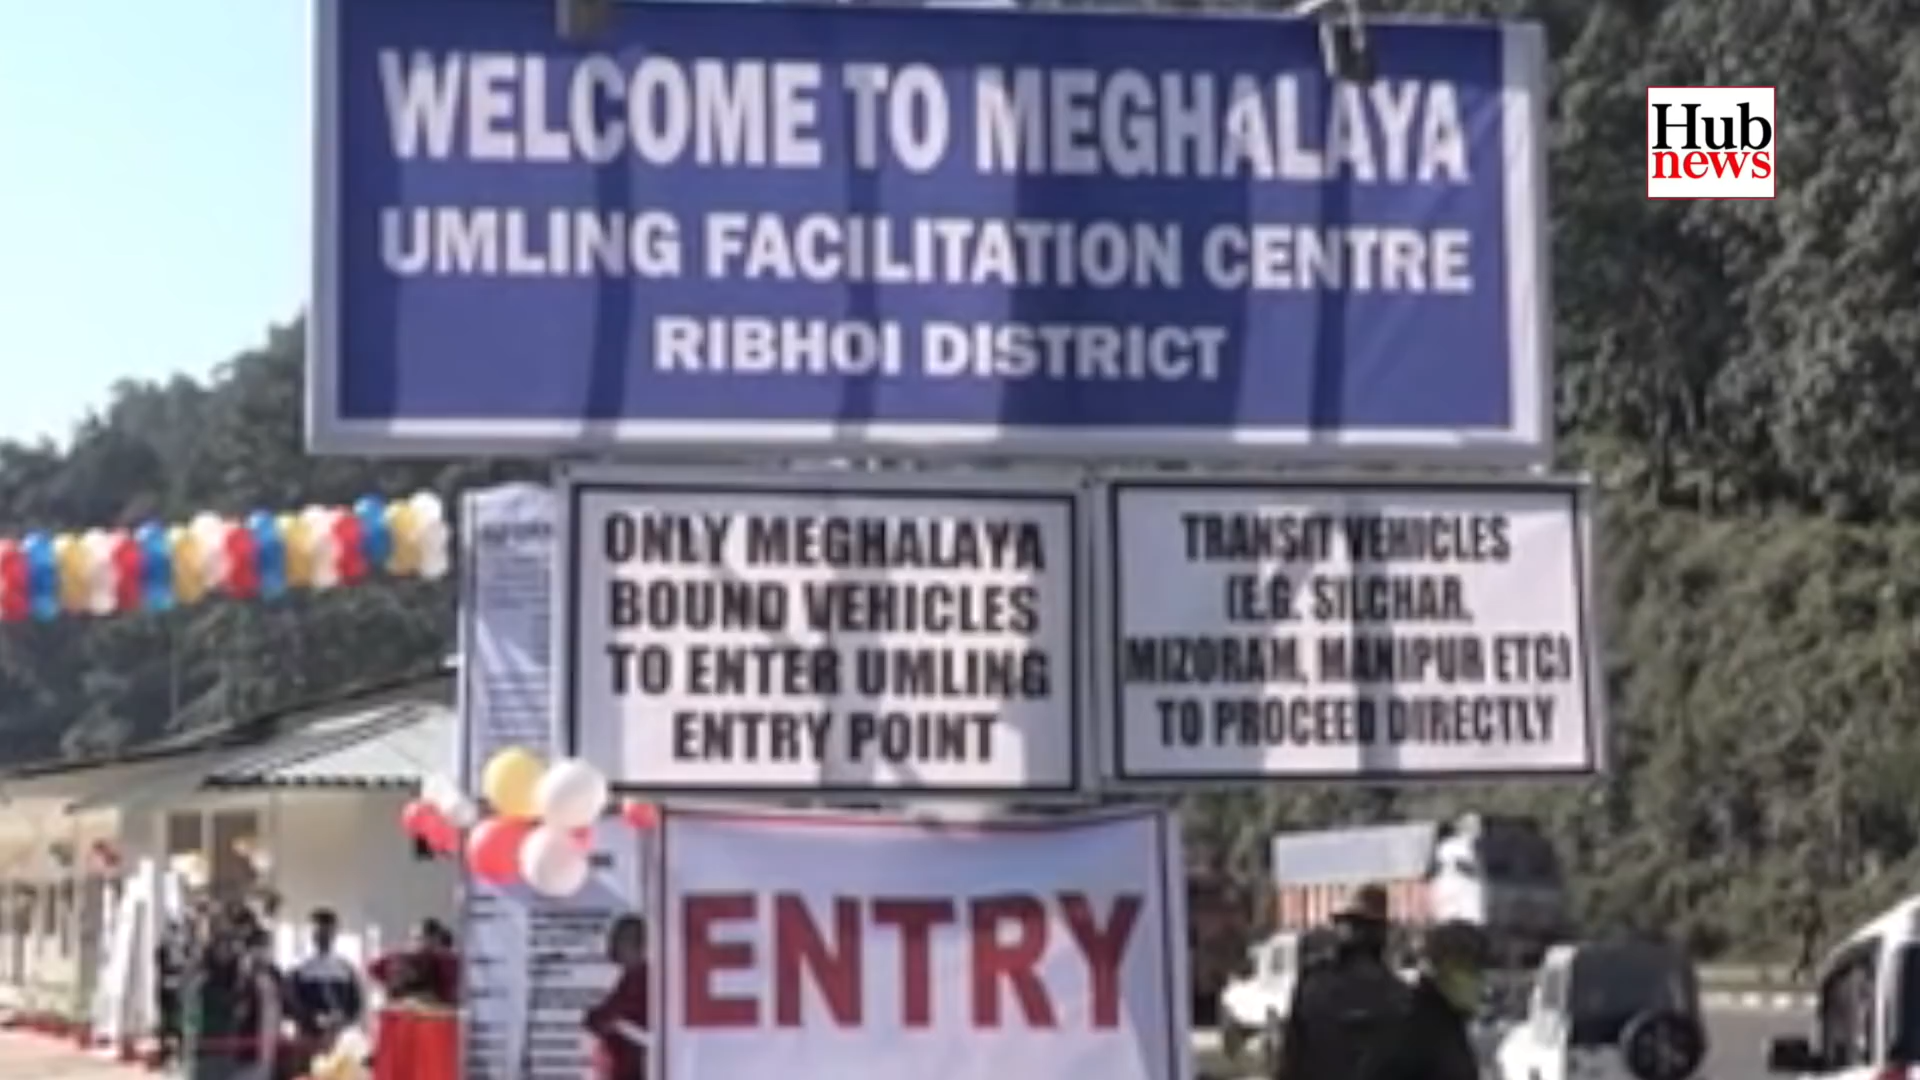 WELCOME TO MEGHALAYA
UMLING FACILITATION CENTRE
RIBHOI DISTRICT
ONLY MEGHALAYA
BOUND VEHICLES
TO ENTER UMLING
ENTRY POINT
TRANSIT VEHICLES
(E.G. SILCHAR,
MIZORAM, MANIPUR ETC)
TO PROCEED DIRECTLY
ENTRY
Hub
news